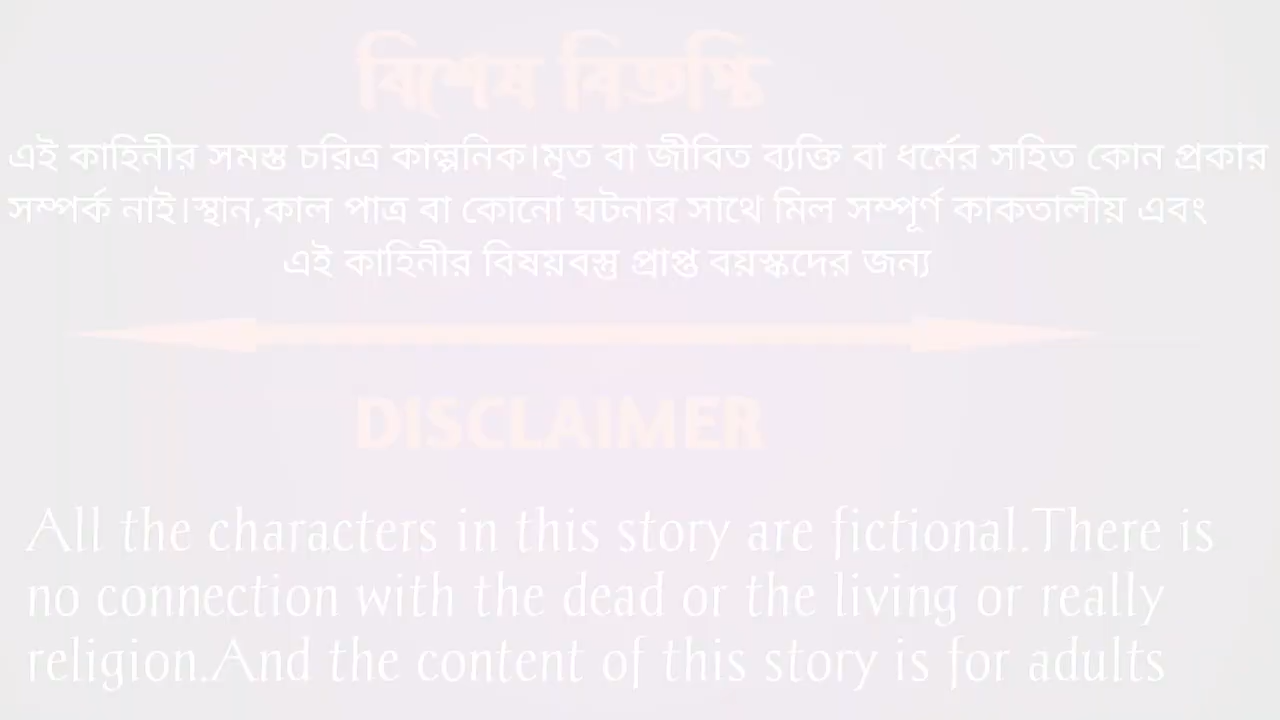 বিশেষ বিজ্ঞপ্তি
এই কাহিনীর সমস্ত চরিত্র কাল্পনিক।মৃত বা জীবিত ব্যক্তি বা ধর্মের সহিত কোন প্রকার
সম্পর্ক নাই।স্থান,কাল পাত্র বা কোনো ঘটনার সাথে মিল সম্পূর্ণ কাকতালীয় এবং
এই কাহিনীর বিষয়বস্তু প্রাপ্ত বয়স্কদের জন্য
DISCLAIMER
All the characters in this story are fictional.There is
no connection with the dead or the living or really
religion.And the content of this story is for adults